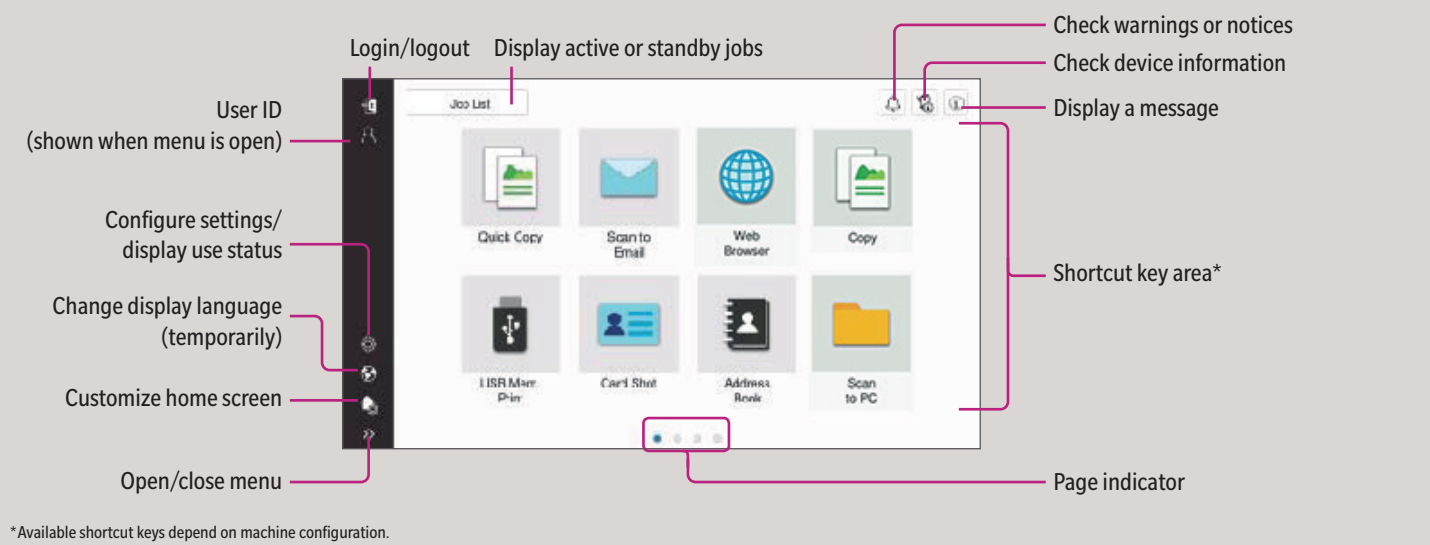 Check warnings or notices
Login/logout
Display active or standby jobs
Check device information
User ID
(shown when menu is open)
Job List
Display a message
Quick Copy
Scan to
Email
Web
Browser
Copy
Configure settings/
display use status
Shortcut key area*
Change display language
(temporarily)
USB Mem.
Print
Card Shot
Address
Book
Scan
to PC
Customize home screen
Open/close menu
Page indicator
*Available shortcut keys depend on machine configuration.